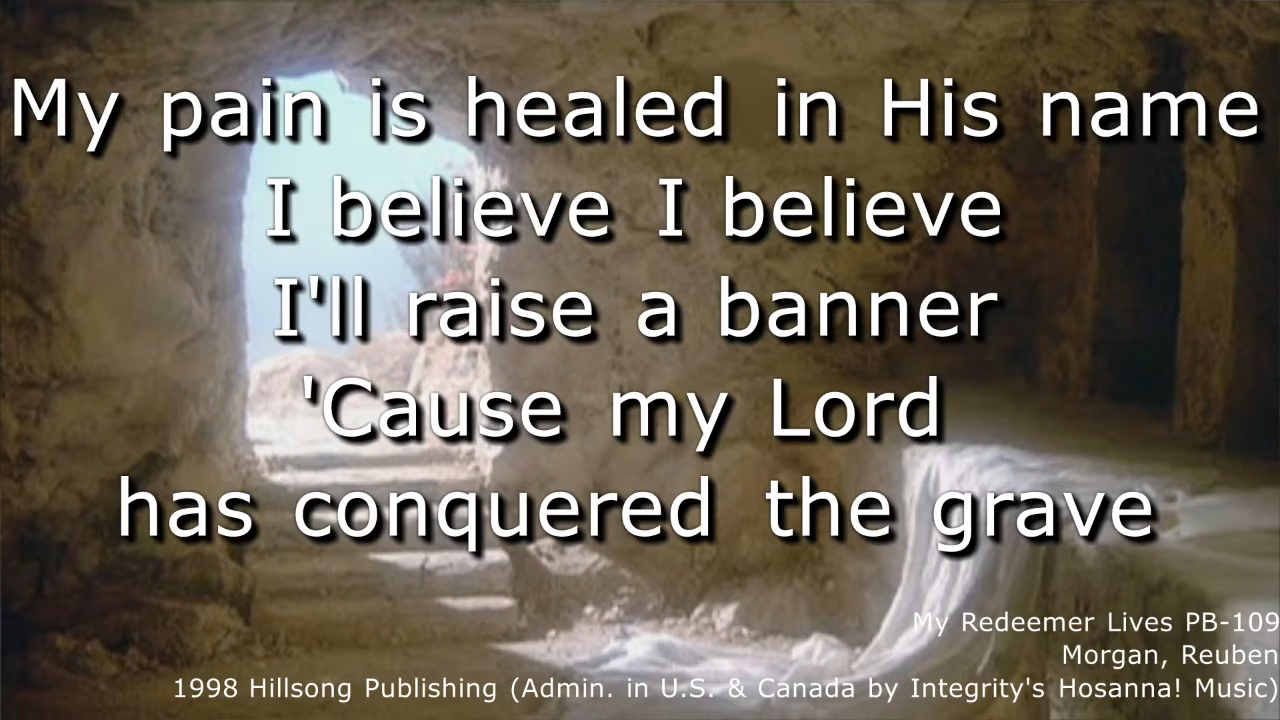 My pain is healed in His name
I believe I believe
I'll raise a banner
'Cause my Lord
has conquered the grave
My Redeemer Lives PB-109
Morgan, Reuben
1998 Hillsong Publishing (Admin. in U.S. & Canada by Integrity's Hosanna! Music)